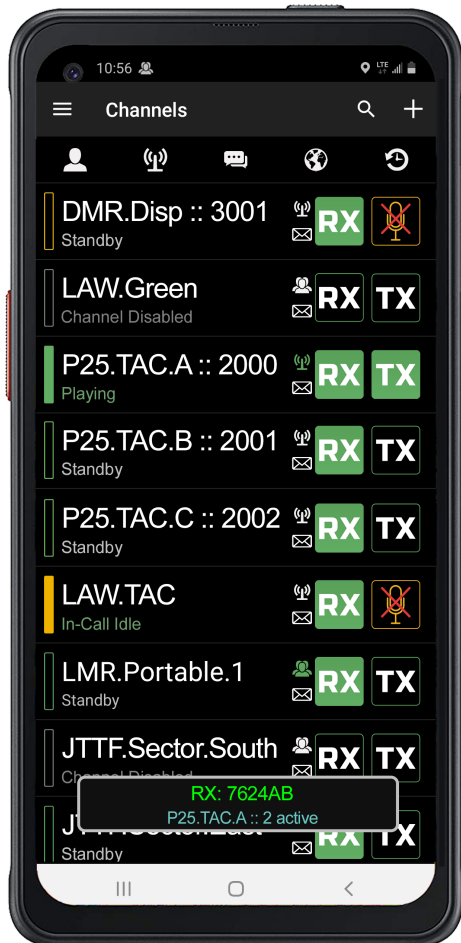 10:56
LTE
Channels
DMR.Disp :: 3001
Standby
RX
LAW.Green
Channel Disabled
RX TX
P25.TAC.A :: 2000
Playing
RX TX
P25.TAC.B :: 2001
Standby
RX TX
P25.TAC.C :: 2002
Standby
RX TX
LAW.TAC
In-Call Idle
RX
LMR.Portable.1
Standby
RX TX
JTTF.Sector.South
Channel Disabled
RX TX
RX: 7624AB
P25.TAC.A :: 2 active
RX TX
Standby